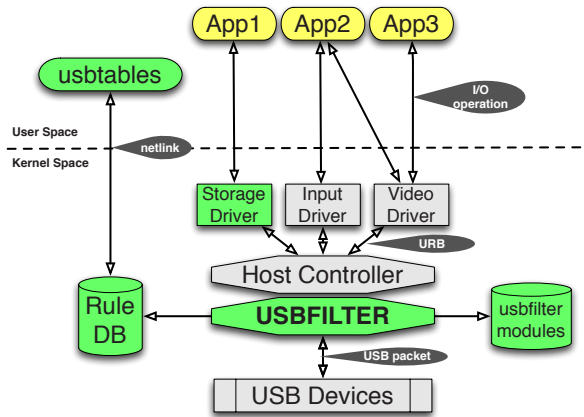 App1
App2
App3
usbtables
I/O
operation
User Space
netlink
Kernel Space
Storage
Driver
Input
Driver
Video
Driver
URB
Host Controller
Rule
DB
USBFILTER
usbfilter
modules
USB packet
USB Devices